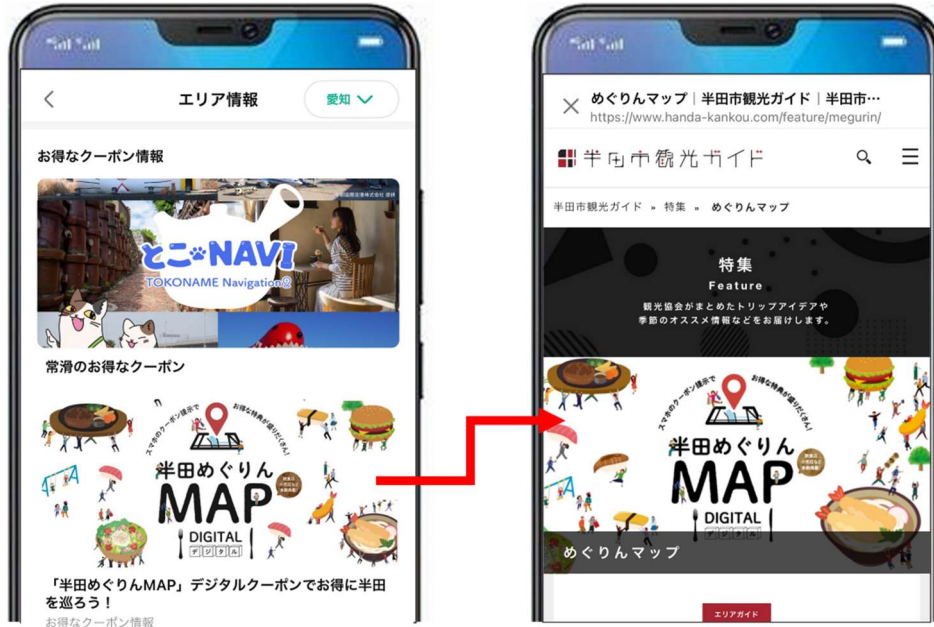 エリア情報
愛知
お得なクーポン情報
とこNAVI
TOKONAME Navigation
常滑のお得なクーポン
スマホのクーポン提示で お得な特典が盛りだくさん!
半田めぐりん
MAP
DIGITAL
デジタル
「半田めぐりんMAP」デジタルクーポンでお得に半田
を巡ろう!
お得なクーポン情報
めぐりんマップ|半田市観光ガイド|半田市…
https://www.handa-kankou.com/feature/megurin/
半田市観光ガイド
半田市観光ガイド » 特集 » めぐりんマップ
特集
Feature
観光協会がまとめたトリップアイデアや
季節のオススメ情報などをお届けします。
スマホのクーポン提示で お得な特典が盛りだくさん!
半田めぐりん
MAP
DIGITAL
デジタル
めぐりんマップ
エリアガイド